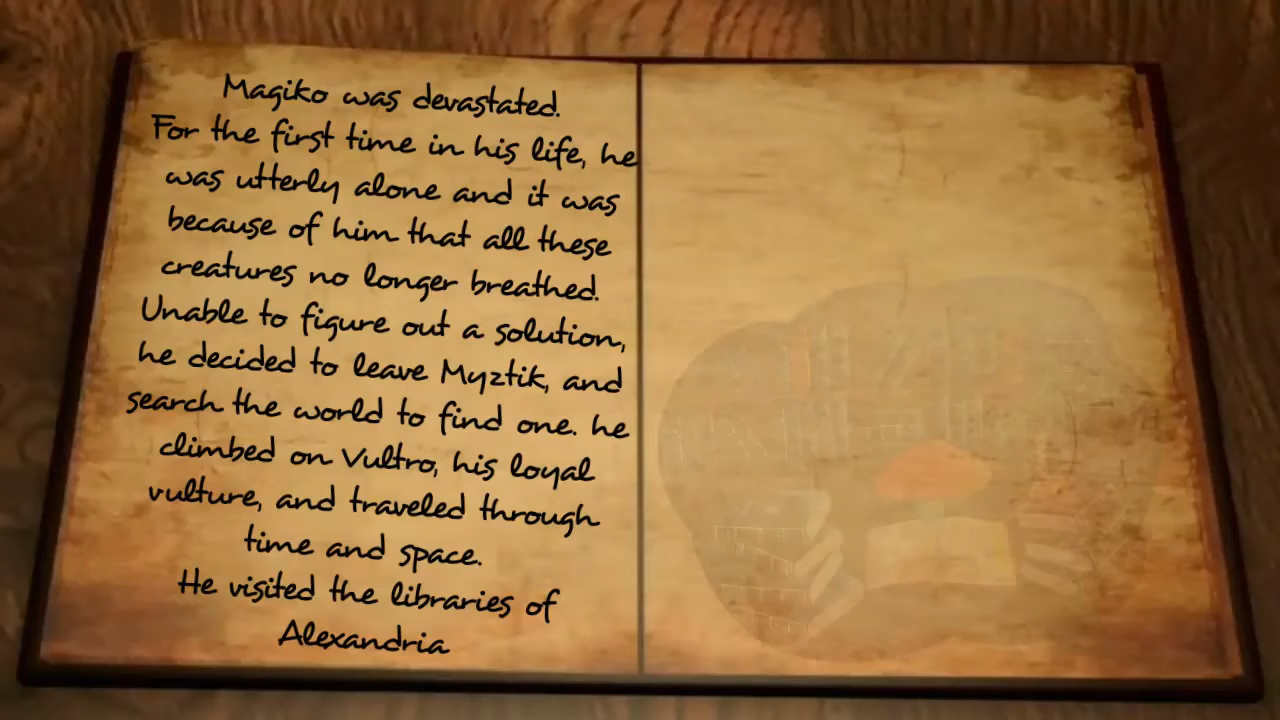 Magiko was devastated.
For the first time in his life, he
was utterly alone and it was
because of him that all these
creatures no longer breathed.
Unable to figure out a solution,
he decided to leave Myztik, and
search the world to find one. he
climbed on Vultro, his loyal
vulture, and traveled through
time and space.
He visited the libraries of
Alexandria